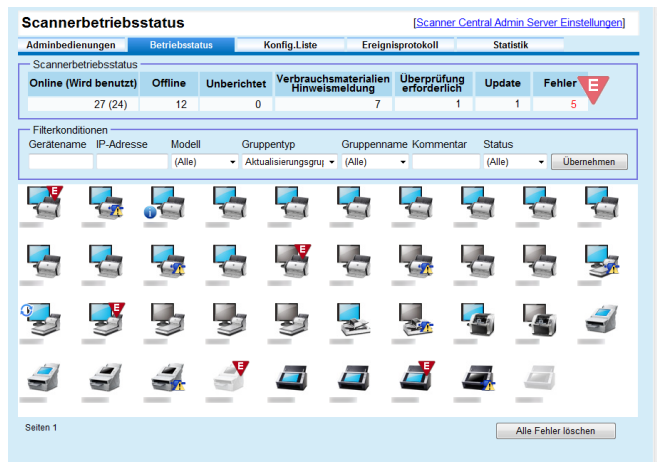 Scannerbetriebsstatus [Scanner Central Admin Server Einstellungen]
Adminbedienungen Betriebsstatus Konfig.Liste Ereignisprotokoll Statistik
Scannerbetriebsstatus
Online (Wird benutzt) Offline Unberichtet Verbrauchsmaterialien Hinweismeldung Überprüfung erforderlich Update Fehler E
27 (24) 12 0 7 1 1 5
Filterkonditionen
Gerätename IP-Adresse Modell Gruppentyp Gruppenname Kommentar Status
(Alle) Aktualisierungsgruj (Alle) (Alle) Übernehmen
E
E
E
E
E
Seiten 1
Alle Fehler löschen